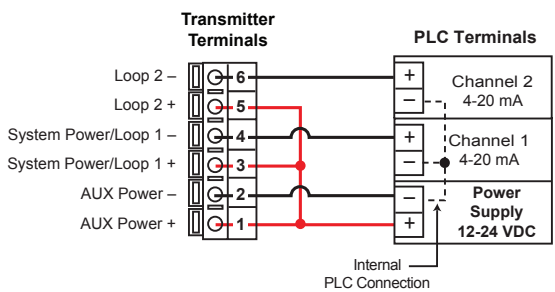 Transmitter
Terminals
PLC Terminals
Loop 2 –
6
+
Channel 2
4-20 mA
Loop 2 +
5
–
System Power/Loop 1 –
4
+
Channel 1
4-20 mA
System Power/Loop 1 +
3
–
AUX Power –
2
–
Power
Supply
12-24 VDC
AUX Power +
1
+
Internal
PLC Connection